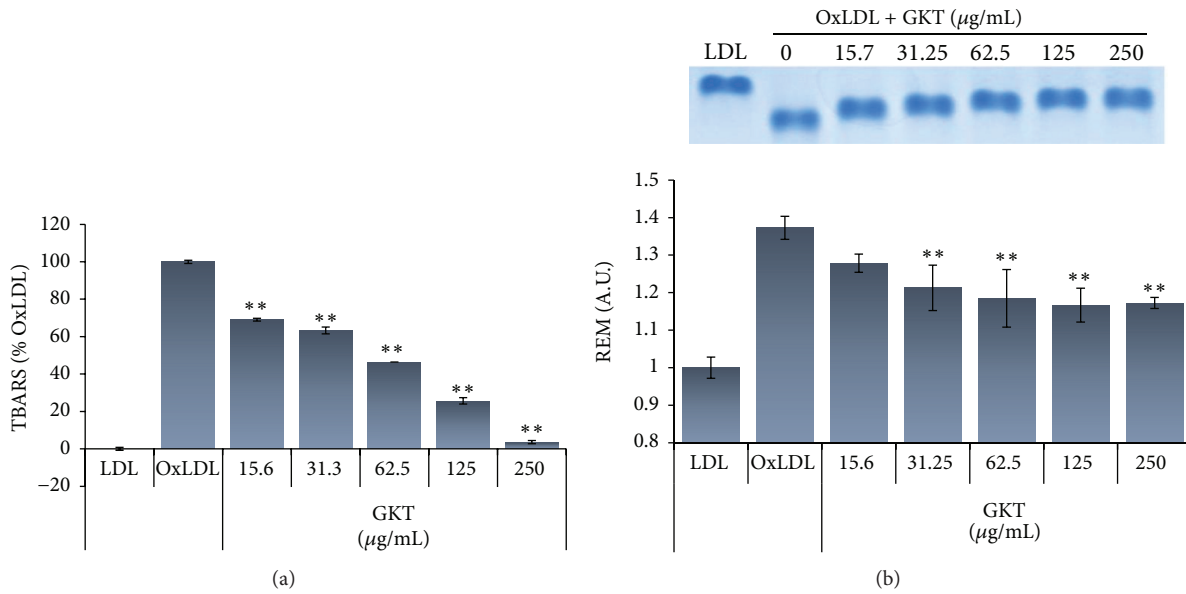 120
100
80
60
40
20
0
−20
TBARS (% OxLDL)
** ** ** ** **
LDL OxLDL 15.6 31.3 62.5 125 250
GKT
(μg/mL)
(a)
OxLDL + GKT (μg/mL)
LDL 0 15.7 31.25 62.5 125 250
1.5
1.4
1.3
1.2
1.1
1
0.9
0.8
REM (A.U.)
** ** ** **
LDL OxLDL 15.6 31.25 62.5 125 250
GKT
(μg/mL)
(b)